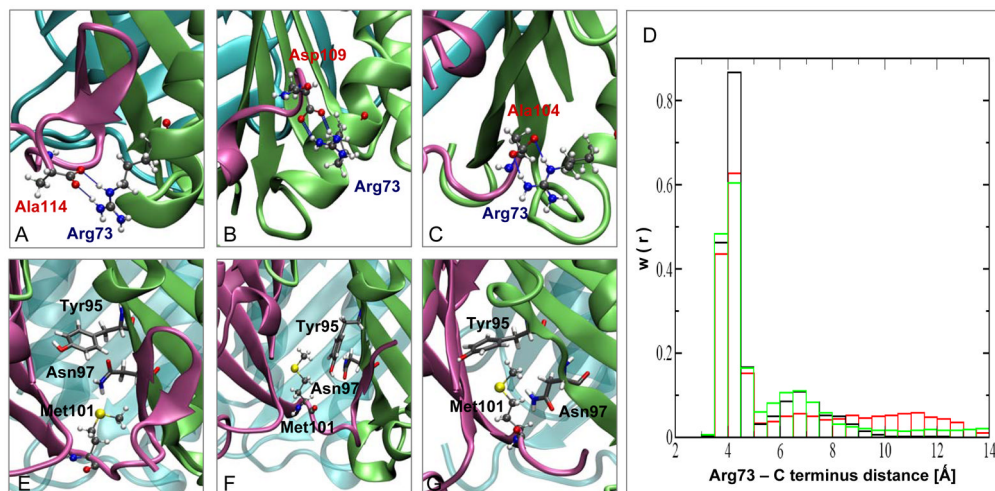 Ala114
Arg73
A
Asp109
Arg73
B
Ala104
Arg73
C
D
0.8
0.6
0.4
0.2
0
w ( r )
2
4
6
8
10
12
14
Arg73 – C terminus distance [Ǻ]
Tyr95
Asn97
Met101
E
Tyr95
Asn97
Met101
F
Tyr95
Met101
Asn97
G